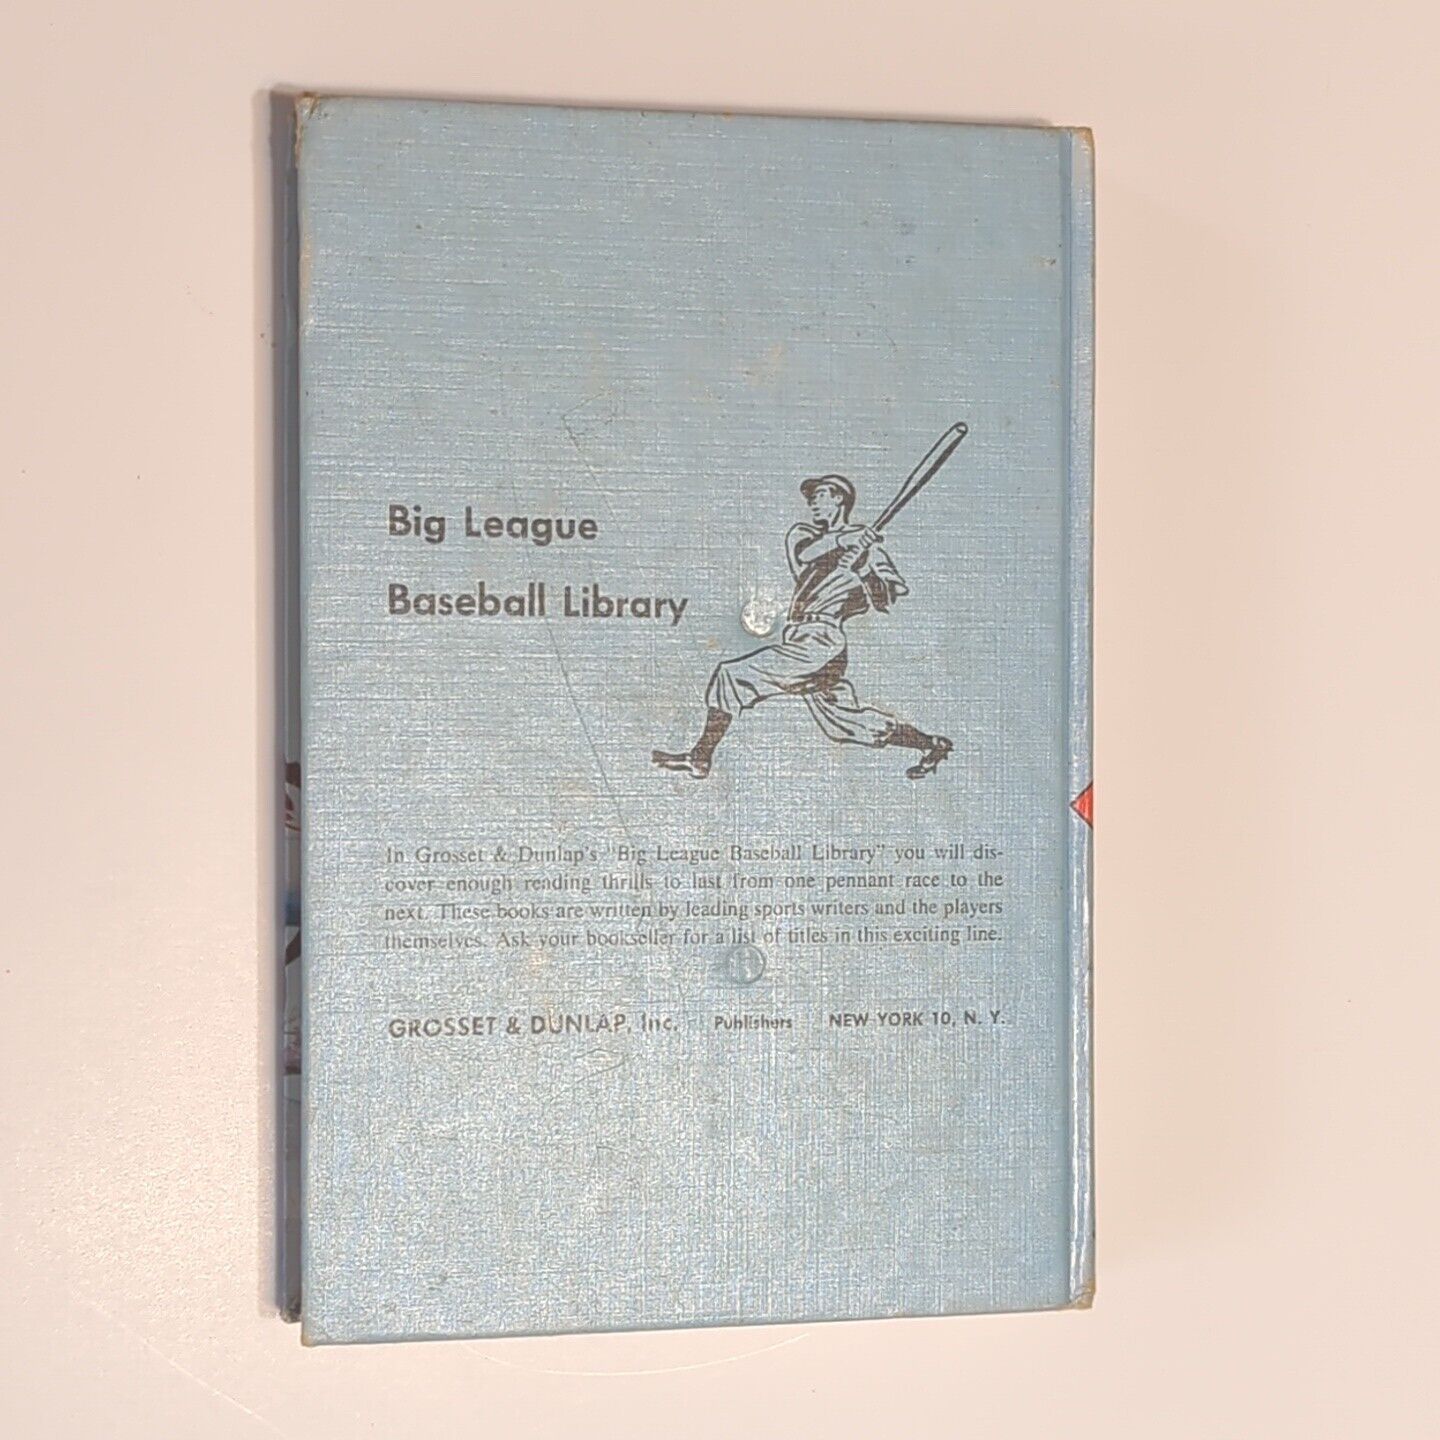 Big League
Baseball Library
In Grosset & Dunlap's "Big League Baseball Library" you will dis-
cover enough reading thrills to last from one pennant race to the
next. These books are written by leading sports writers and the players
themselves. Ask your bookseller for a list of titles in this exciting line.
GROSSET & DUNLAP, Inc. Publishers NEW YORK 10, N. Y.